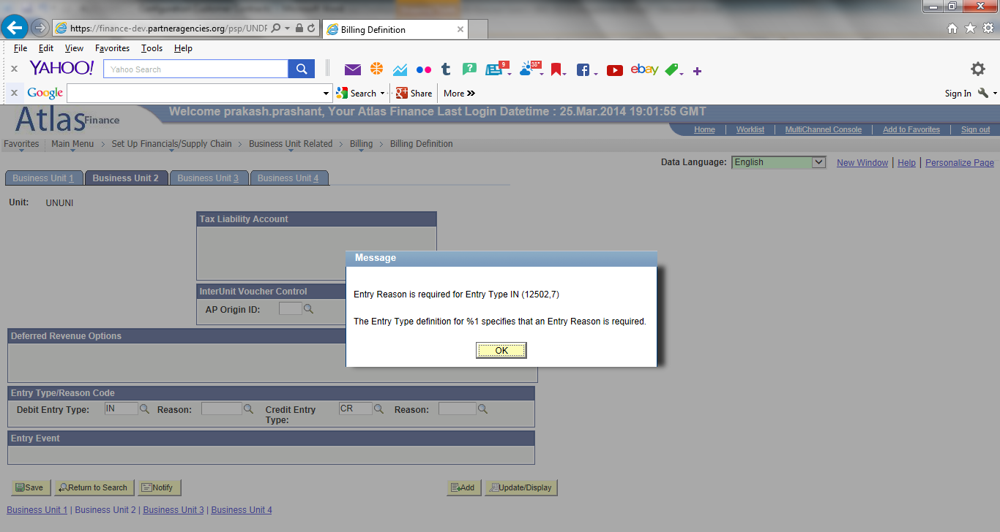 https://finance-dev.partneragencies.org/psp/UNDP
Billing Definition
File Edit View Favorites Tools Help
YAHOO! Yahoo Search 9 38° t f ebay
Google Search Share More Sign In
Atlas Finance Welcome prakash.prashant, Your Atlas Finance Last Login Datetime : 25.Mar.2014 19:01:55 GMT
Home Worklist MultiChannel Console Add to Favorites Sign out
Favorites Main Menu > Set Up Financials/Supply Chain > Business Unit Related > Billing > Billing Definition
Data Language: English New Window | Help | Personalize Page
Business Unit 1 Business Unit 2 Business Unit 3 Business Unit 4
Unit: UNUNI
Tax Liability Account
Message
Entry Reason is required for Entry Type IN (12502,7)
The Entry Type definition for %1 specifies that an Entry Reason is required.
OK
InterUnit Voucher Control
AP Origin ID:
Deferred Revenue Options
Entry Type/Reason Code
Debit Entry Type: IN Reason: Credit Entry Type: CR Reason:
Entry Event
Save Return to Search Notify Add Update/Display
Business Unit 1 | Business Unit 2 | Business Unit 3 | Business Unit 4